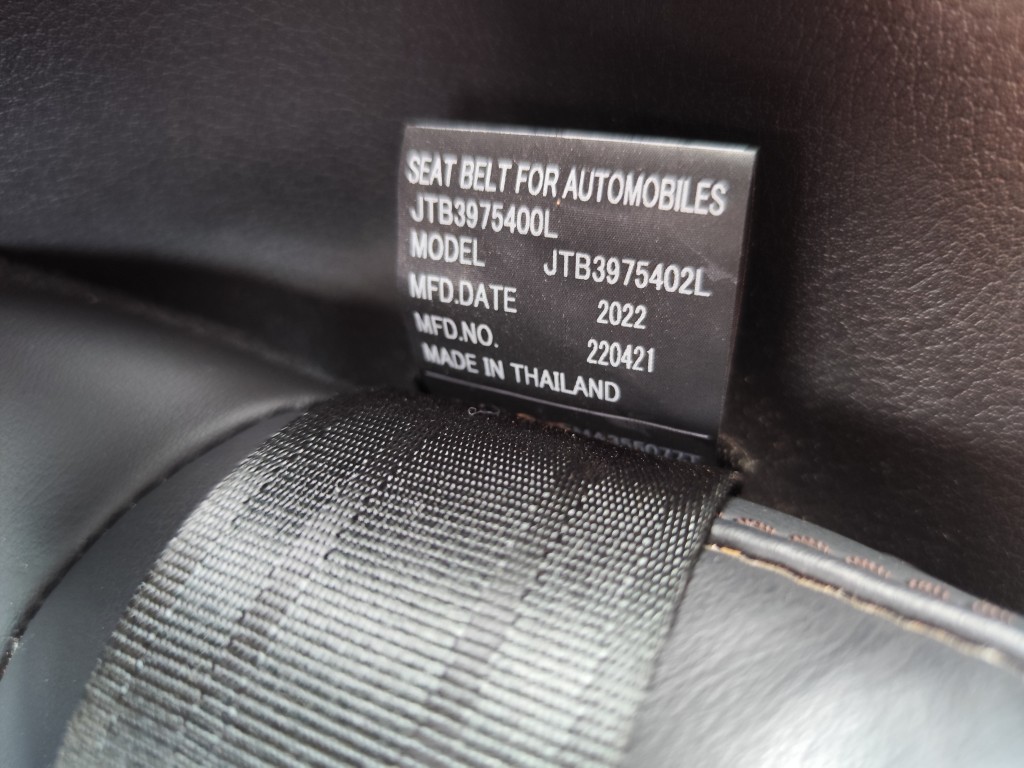 SEAT BELT FOR AUTOMOBILES
JTB3975400L
MODEL JTB3975402L
MFD.DATE 2022
MFD.NO. 220421
MADE IN THAILAND